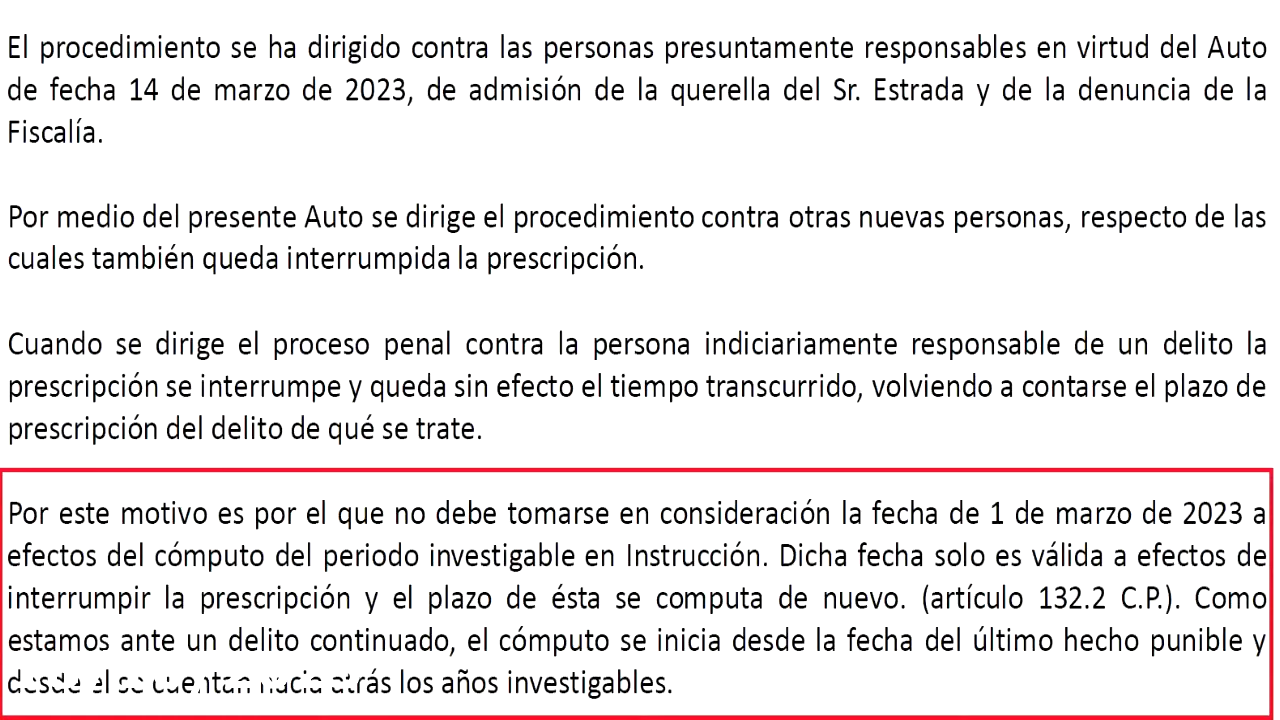 El procedimiento se ha dirigido contra las personas presuntamente responsables en virtud del Auto
de fecha 14 de marzo de 2023, de admisión de la querella del Sr. Estrada y de la denuncia de la
Fiscalía.
Por medio del presente Auto se dirige el procedimiento contra otras nuevas personas, respecto de las
cuales también queda interrumpida la prescripción.
Cuando se dirige el proceso penal contra la persona indiciariamente responsable de un delito la
prescripción se interrumpe y queda sin efecto el tiempo transcurrido, volviendo a contarse el plazo de
prescripción del delito de qué se trate.
Por este motivo es por el que no debe tomarse en consideración la fecha de 1 de marzo de 2023 a
efectos del cómputo del periodo investigable en Instrucción. Dicha fecha solo es válida a efectos de
interrumpir la prescripción y el plazo de ésta se computa de nuevo. (artículo 132.2 C.P.). Como
estamos ante un delito continuado, el cómputo se inicia desde la fecha del último hecho punible y
desde el se cuentan hacia atrás los años investigables.